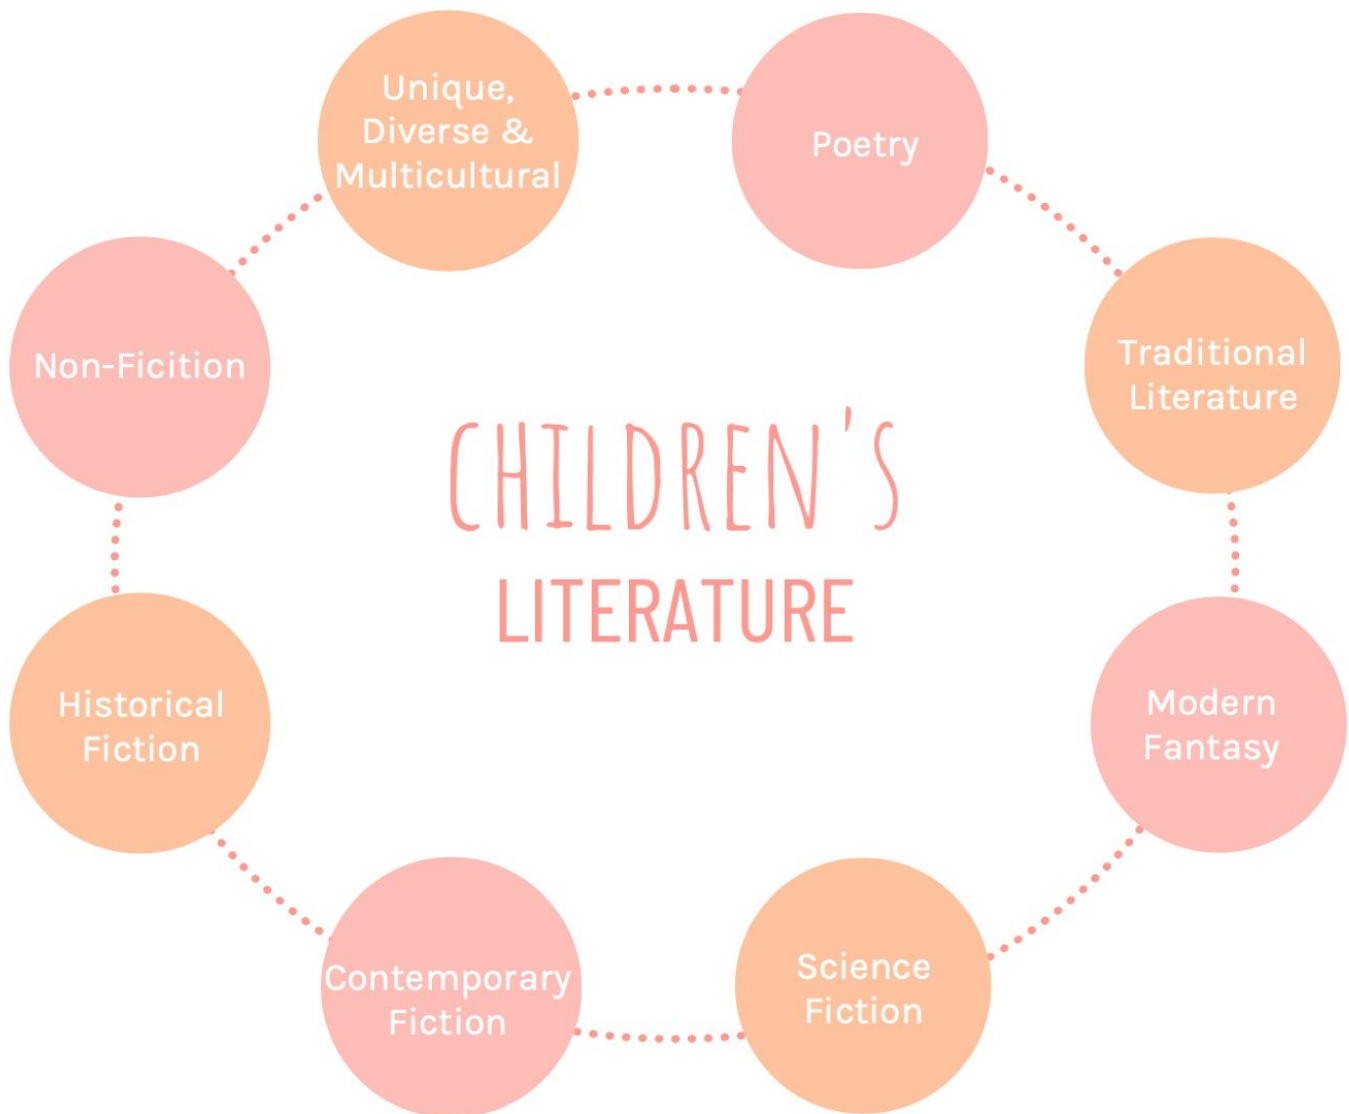 Unique,
Diverse &
Multicultural
Poetry
Non-Ficition
Traditional
Literature
CHILDREN'S
LITERATURE
Historical
Fiction
Modern
Fantasy
Contemporary
Fiction
Science
Fiction